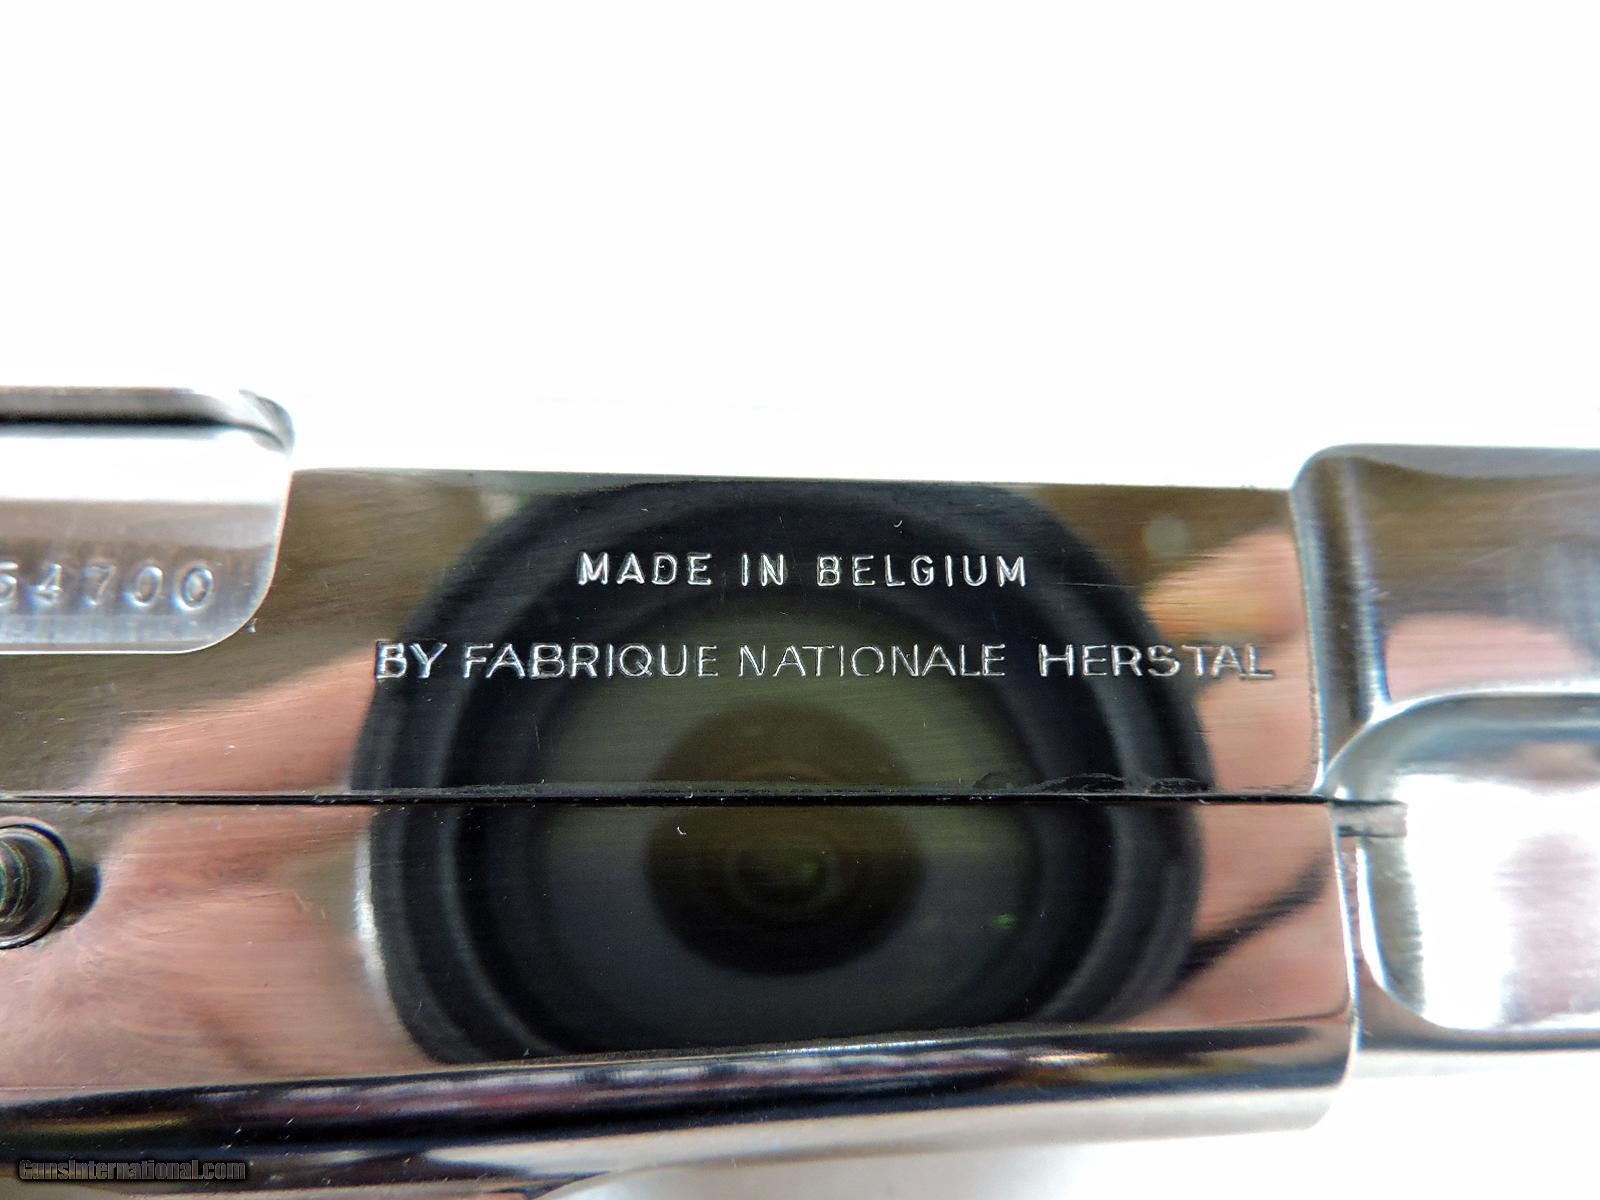 MADE IN BELGIUM
54700
BY FABRIQUE NATIONALE HERSTAL
GunsInternational.com